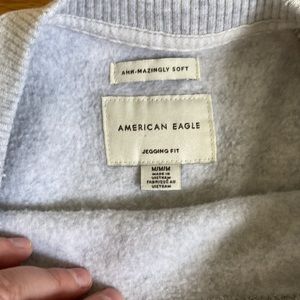 AHH-MAZINGLY SOFT
AMERICAN EAGLE
JEGGING FIT
M/M/M
MADE IN
VIETNAM
FABRIQUÉ AU
VIETNAM